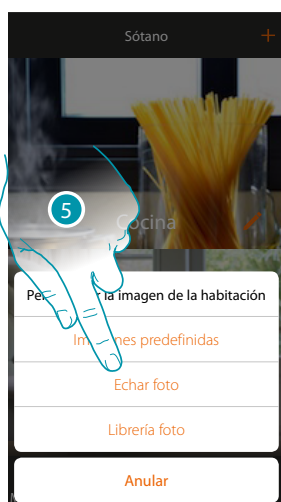 Sótano +
Cocina
5
Pe la imagen de la habitación
Im nes predefinidas
Echar foto
Librería foto
Anular